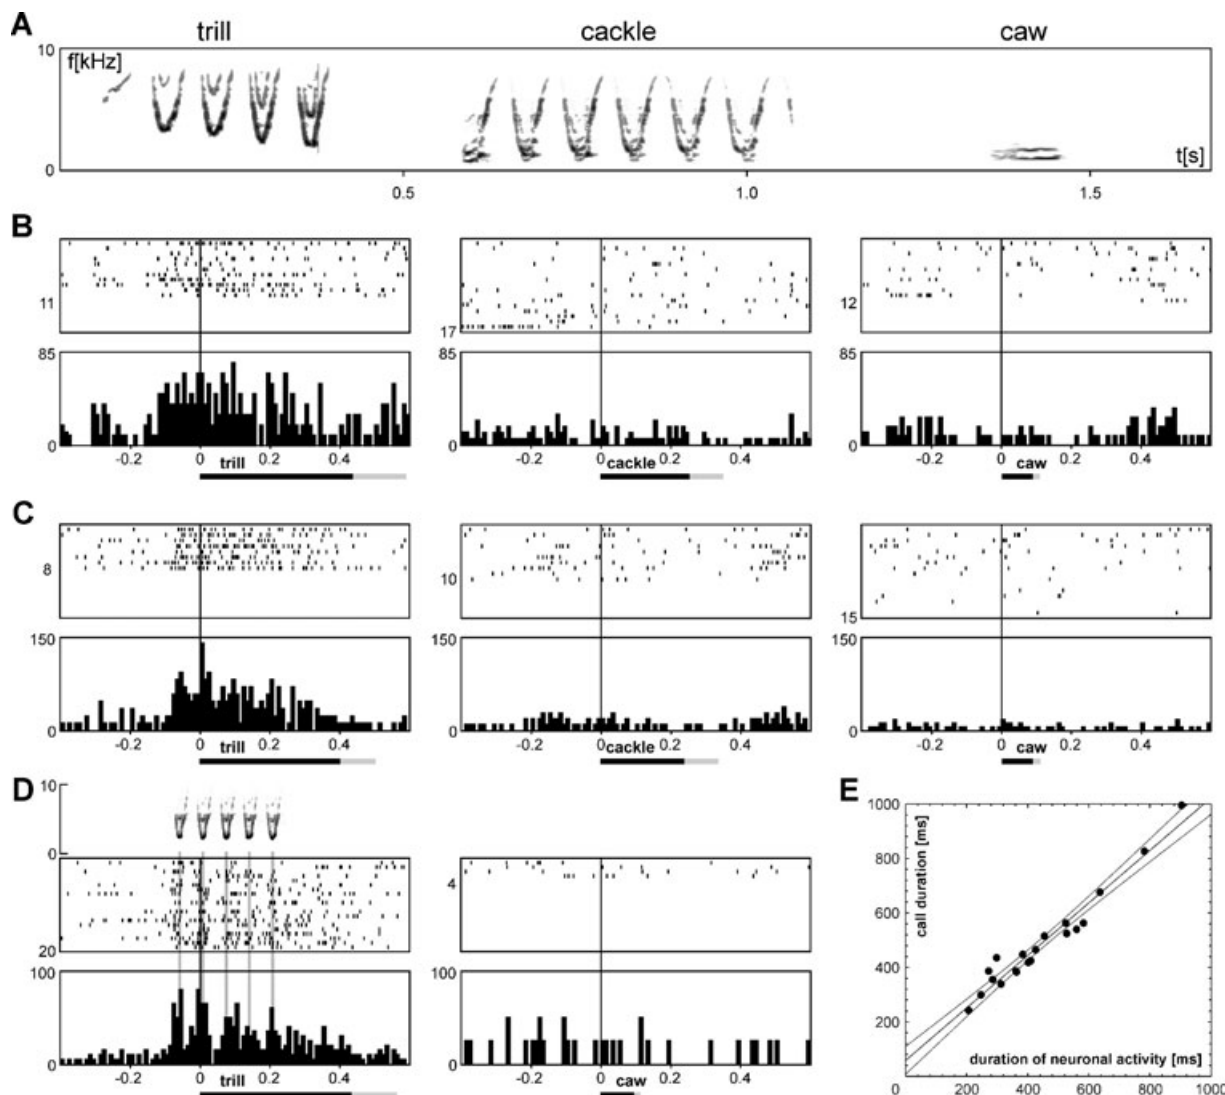 A
trill cackle caw
10
f[kHz]
0
t[s]
0.5 1.0 1.5
B
11
17
12
85 85 85
0 0 0
-0.2 0 0.2 0.4 -0.2 0 0.2 0.4 -0.2 0 0.2 0.4
trill cackle caw
C
8
10
15
150 150 150
0 0 0
-0.2 0 0.2 0.4 -0.2 0 0.2 0.4 -0.2 0 0.2 0.4
trill cackle caw
D
10
0
20
4
100 100
0 0
-0.2 0 0.2 0.4 -0.2 0 0.2 0.4
trill caw
E
1000
800
600
400
200
call duration [ms]
duration of neuronal activity [ms]
0 200 400 600 800 1000